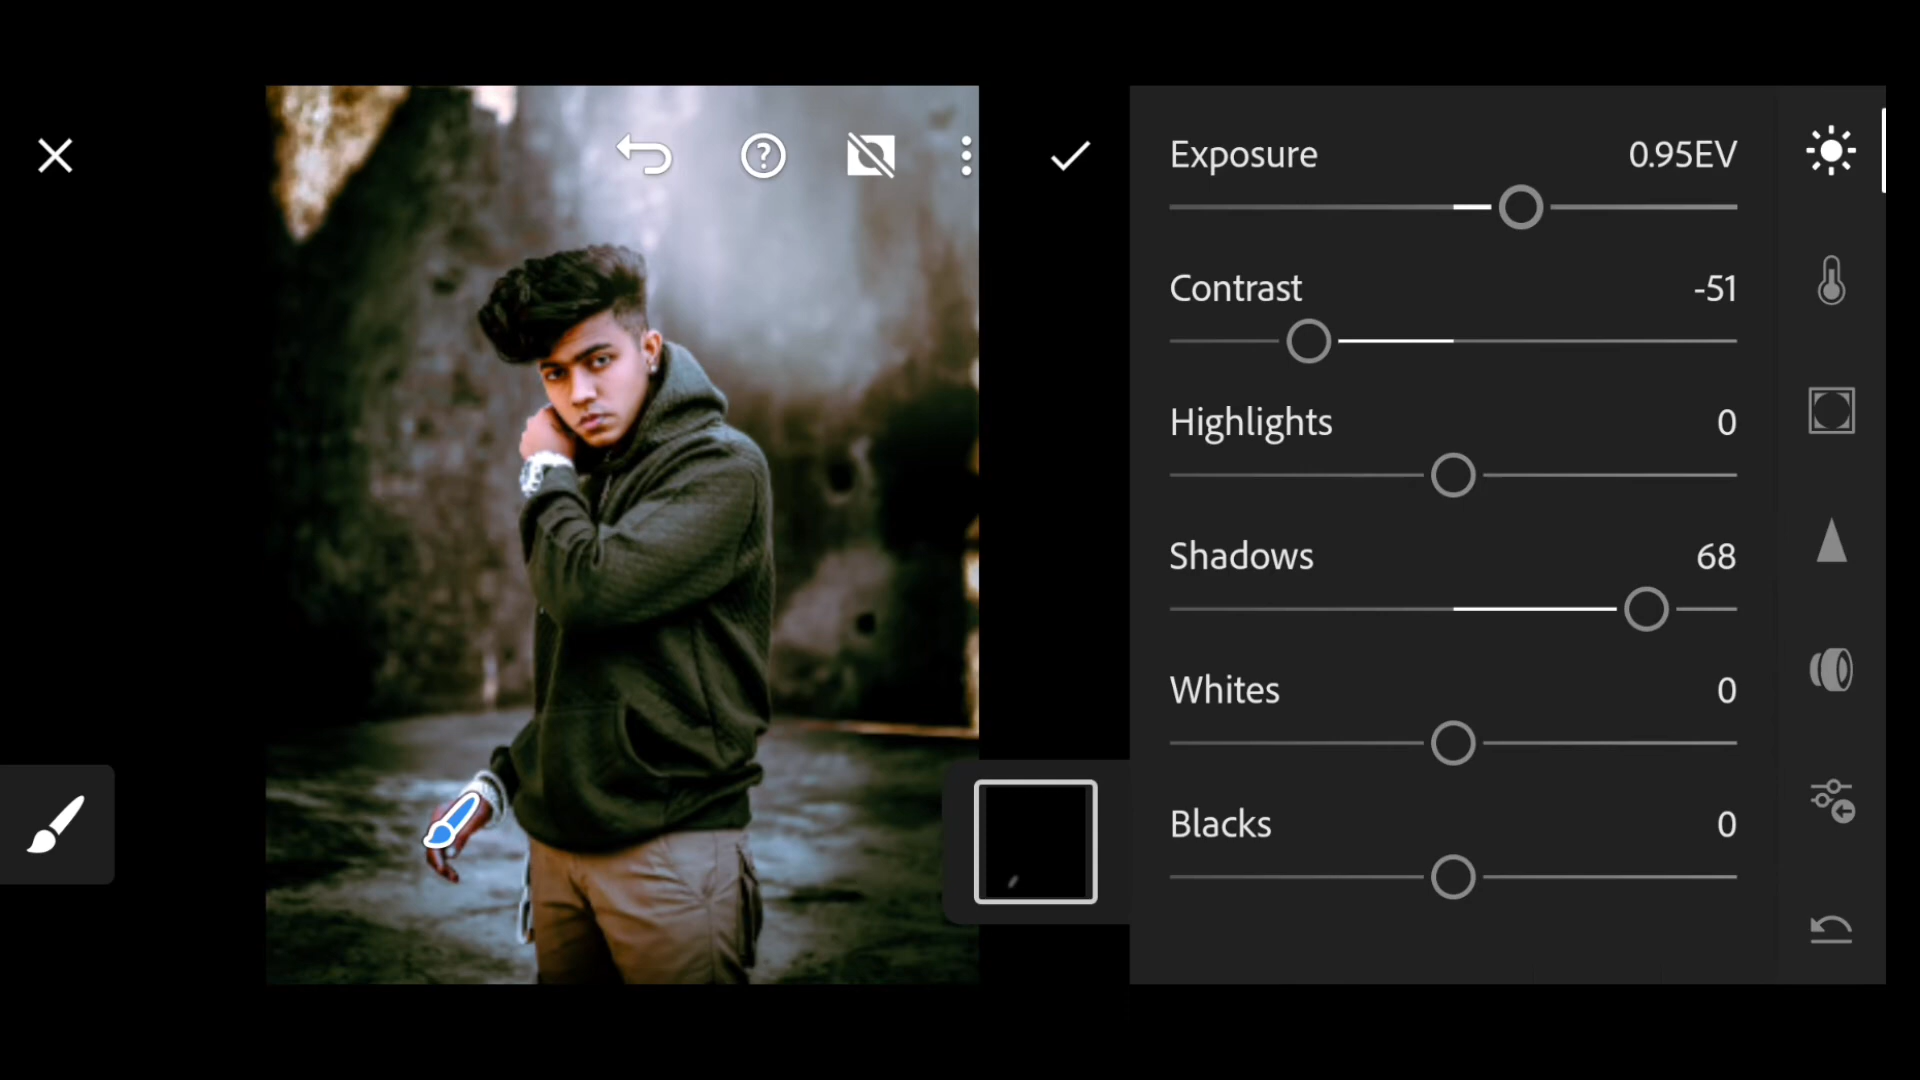 Exposure 0.95EV
Contrast -51
Highlights 0
Shadows 68
Whites 0
Blacks 0